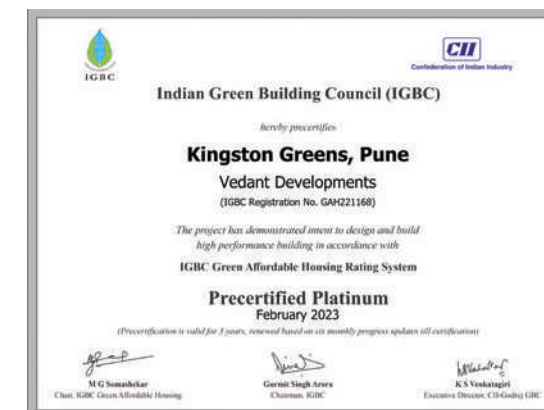 IGBC
CII
Confederation of Indian Industry
Indian Green Building Council (IGBC)
hereby precertifies
Kingston Greens, Pune
Vedant Developments
(IGBC Registration No. GAH221168)
The project has demonstrated intent to design and build
high performance building in accordance with
IGBC Green Affordable Housing Rating System
Precertified Platinum
February 2023
(Precertification is valid for 3 years, renewed based on six monthly progress updates till certification)
M G Somashekar
Chair, IGBC Green Affordable Housing
Gurmit Singh Arora
Chairman, IGBC
K S Venkatagiri
Executive Director, CII-Godrej GBC